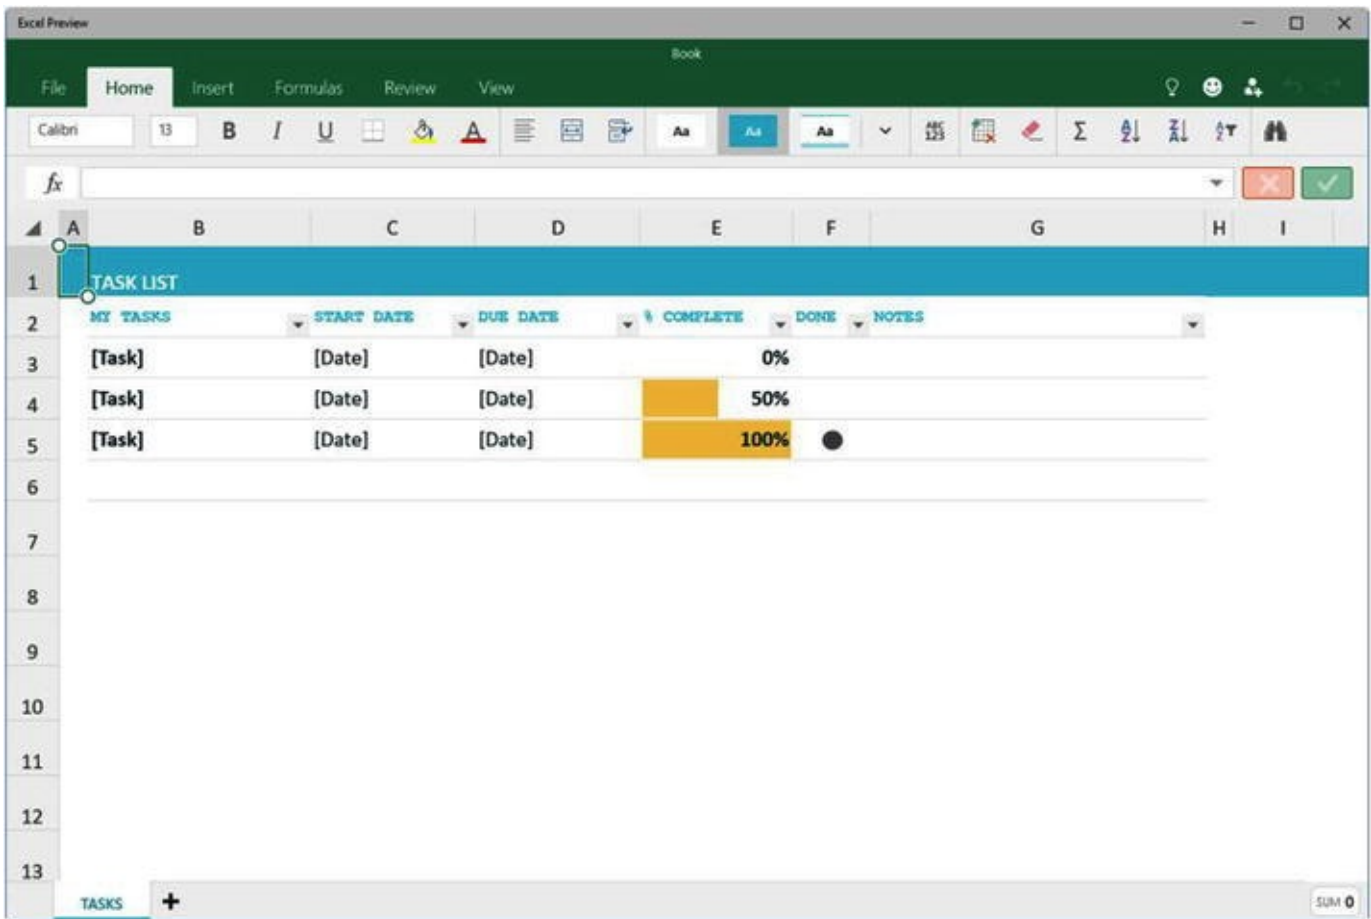 Excel Preview
Book
File Home Insert Formulas Review View
Calibri 13 B I U A Aa Aa Aa ABC 123 Σ A Z Z A A Z
fx
A B C D E F G H I
1 TASK LIST
2 MY TASKS START DATE DUE DATE % COMPLETE DONE NOTES
3 [Task] [Date] [Date] 0%
4 [Task] [Date] [Date] 50%
5 [Task] [Date] [Date] 100%
6
7
8
9
10
11
12
13
TASKS SUM 0